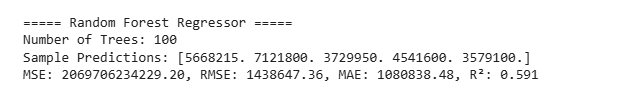 ===== Random Forest Regressor =====
Number of Trees: 100
Sample Predictions: [5668215. 7121800. 3729950. 4541600. 3579100.]
MSE: 2069706234229.20, RMSE: 1438647.36, MAE: 1080838.48, R²: 0.591